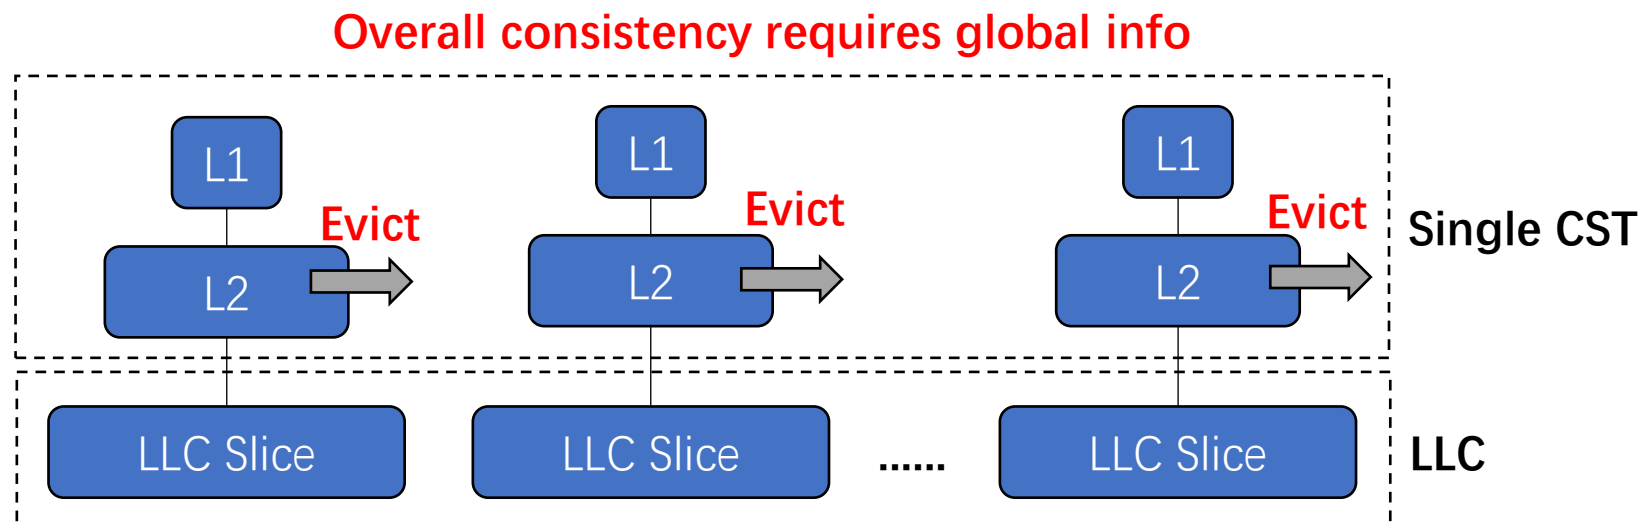 Overall consistency requires global info
L1
L1
L1
Evict
Evict
Evict
Single CST
L2
L2
L2
LLC Slice
LLC Slice
......
LLC Slice
LLC